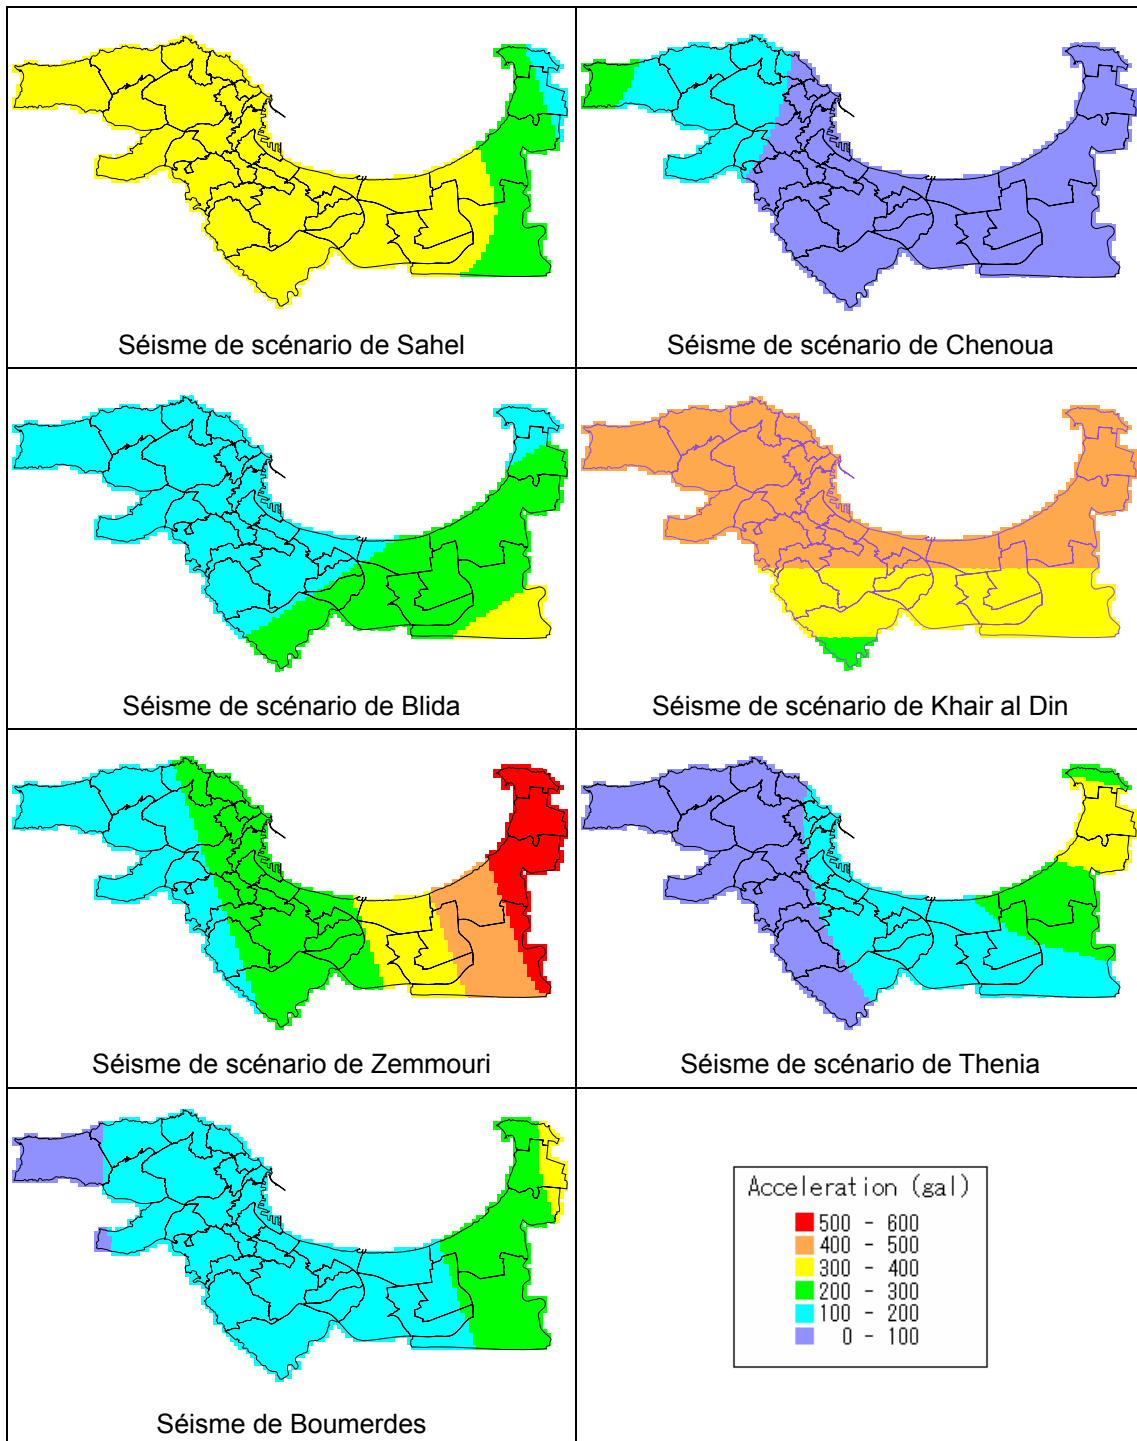 Séisme de scénario de Sahel
Séisme de scénario de Chenoua
Séisme de scénario de Blida
Séisme de scénario de Khair al Din
Séisme de scénario de Zemmouri
Séisme de scénario de Thenia
Séisme de Boumerdes
Acceleration (gal)
500 - 600
400 - 500
300 - 400
200 - 300
100 - 200
0 - 100